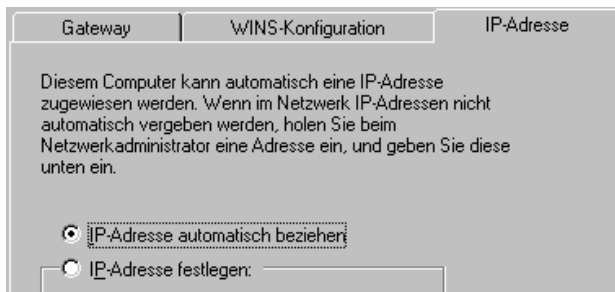 Gateway
WINS-Konfiguration
IP-Adresse
Diesem Computer kann automatisch eine IP-Adresse
zugewiesen werden. Wenn im Netzwerk IP-Adressen nicht
automatisch vergeben werden, holen Sie beim
Netzwerkadministrator eine Adresse ein, und geben Sie diese
unten ein.
IP-Adresse automatisch beziehen
IP-Adresse festlegen: